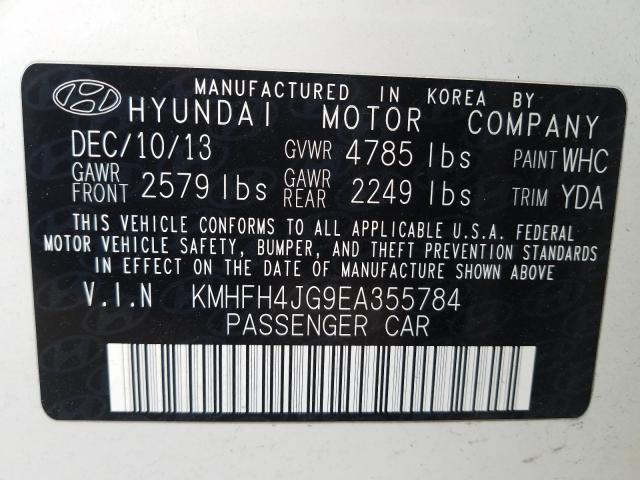 MANUFACTURED IN KOREA BY
HYUNDAI MOTOR COMPANY
DEC/10/13 GVWR 4785 lbs PAINT WHC
GAWR FRONT 2579 lbs GAWR REAR 2249 lbs TRIM YDA
THIS VEHICLE CONFORMS TO ALL APPLICABLE U.S.A. FEDERAL
MOTOR VEHICLE SAFETY, BUMPER, AND THEFT PREVENTION STANDARDS
IN EFFECT ON THE DATE OF MANUFACTURE SHOWN ABOVE
V.I.N KMHFH4JG9EA355784
PASSENGER CAR